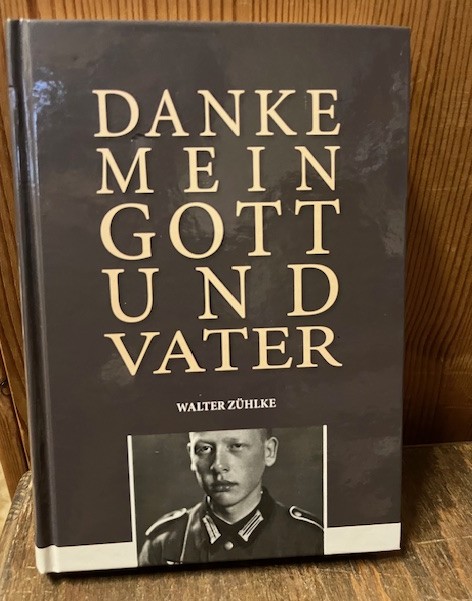 DANKE
MEIN
GOTT
UND
VATER
WALTER ZÜHLKE